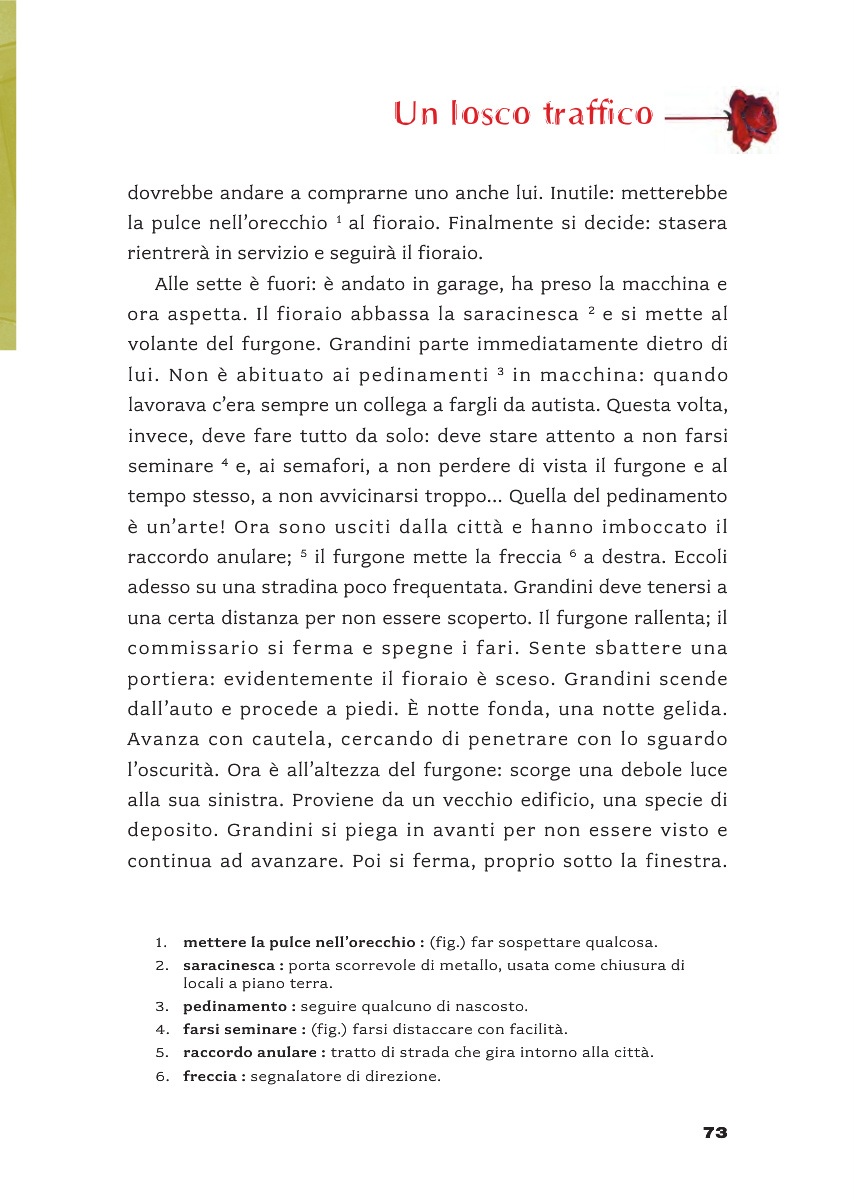 Un losco traffico
dovrebbe andare a comprarne uno anche lui. Inutile: metterebbe
la pulce nell’orecchio ¹ al fioraio. Finalmente si decide: stasera
rientrerà in servizio e seguirà il fioraio.
Alle sette è fuori: è andato in garage, ha preso la macchina e
ora aspetta. Il fioraio abbassa la saracinesca ² e si mette al
volante del furgone. Grandini parte immediatamente dietro di
lui. Non è abituato ai pedinamenti ³ in macchina: quando
lavorava c’era sempre un collega a fargli da autista. Questa volta,
invece, deve fare tutto da solo: deve stare attento a non farsi
seminare ⁴ e, ai semafori, a non perdere di vista il furgone e al
tempo stesso, a non avvicinarsi troppo... Quella del pedinamento
è un’arte! Ora sono usciti dalla città e hanno imboccato il
raccordo anulare; ⁵ il furgone mette la freccia ⁶ a destra. Eccoli
adesso su una stradina poco frequentata. Grandini deve tenersi a
una certa distanza per non essere scoperto. Il furgone rallenta; il
commissario si ferma e spegne i fari. Sente sbattere una
portiera: evidentemente il fioraio è sceso. Grandini scende
dall’auto e procede a piedi. È notte fonda, una notte gelida.
Avanza con cautela, cercando di penetrare con lo sguardo
l’oscurità. Ora è all’altezza del furgone: scorge una debole luce
alla sua sinistra. Proviene da un vecchio edificio, una specie di
deposito. Grandini si piega in avanti per non essere visto e
continua ad avanzare. Poi si ferma, proprio sotto la finestra.
1. mettere la pulce nell’orecchio : (fig.) far sospettare qualcosa.
2. saracinesca : porta scorrevole di metallo, usata come chiusura di
locali a piano terra.
3. pedinamento : seguire qualcuno di nascosto.
4. farsi seminare : (fig.) farsi distaccare con facilità.
5. raccordo anulare : tratto di strada che gira intorno alla città.
6. freccia : segnalatore di direzione.
73